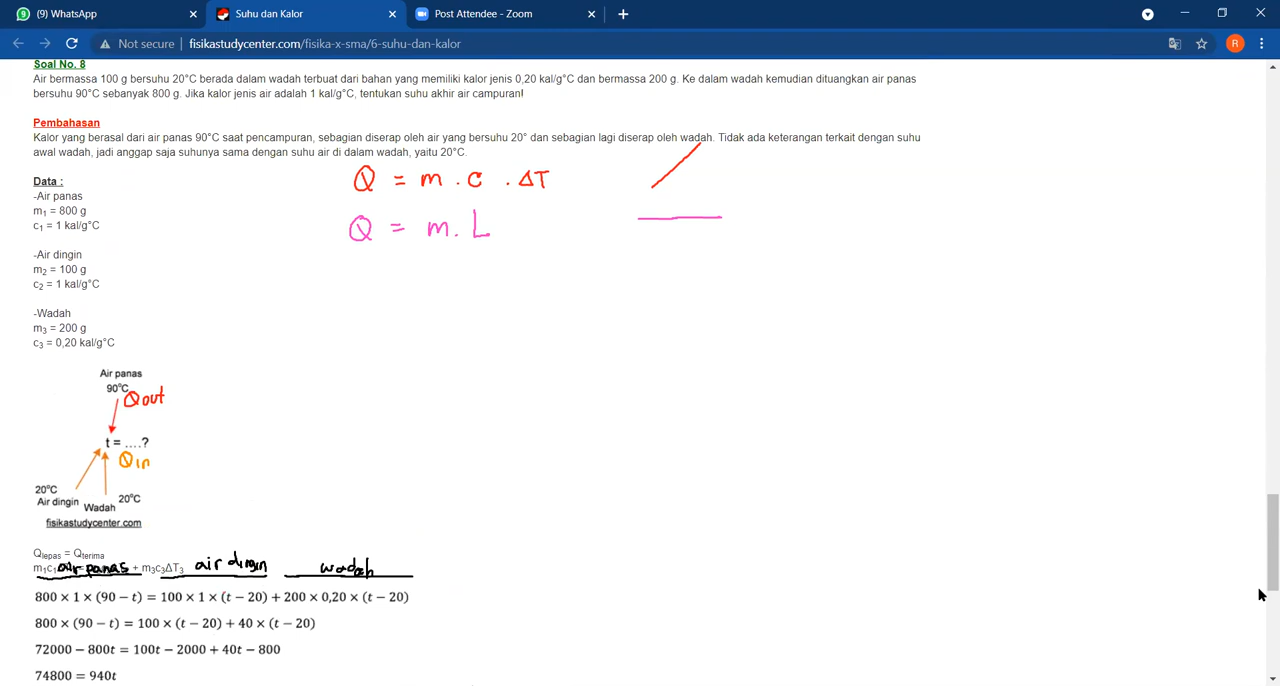 (9) WhatsApp
Suhu dan Kalor
Post Attendee - Zoom
Not secure
fisikastudycenter.com/fisika-x-sma/6-suhu-dan-kalor
R
Soal No. 8
Air bermassa 100 g bersuhu 20°C berada dalam wadah terbuat dari bahan yang memiliki kalor jenis 0,20 kal/g°C dan bermassa 200 g. Ke dalam wadah kemudian dituangkan air panas
bersuhu 90°C sebanyak 800 g. Jika kalor jenis air adalah 1 kal/g°C, tentukan suhu akhir air campuran!
Pembahasan
Kalor yang berasal dari air panas 90°C saat pencampuran, sebagian diserap oleh air yang bersuhu 20° dan sebagian lagi diserap oleh wadah. Tidak ada keterangan terkait dengan suhu
awal wadah, jadi anggap saja suhunya sama dengan suhu air di dalam wadah, yaitu 20°C.
Q = m . c . ΔT
Q = m . L
Data :
-Air panas
m₁ = 800 g
c₁ = 1 kal/g°C
-Air dingin
m₂ = 100 g
c₂ = 1 kal/g°C
-Wadah
m₃ = 200 g
c₃ = 0,20 kal/g°C
Air panas
90°C
Q out
t = ....?
Q in
20°C
Air dingin
Wadah
20°C
fisikastudycenter.com
Qlepas = Qterima
m₁c₁ + m₃c₃ΔT₃
air panas air dingin wadah
800 × 1 × (90 − t) = 100 × 1 × (t − 20) + 200 × 0,20 × (t − 20)
800 × (90 − t) = 100 × (t − 20) + 40 × (t − 20)
72000 − 800t = 100t − 2000 + 40t − 800
74800 = 940t